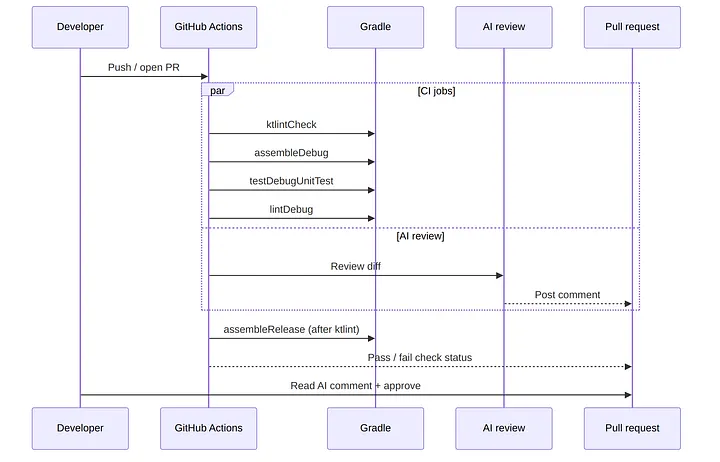 Developer
GitHub Actions
Gradle
AI review
Pull request
Push / open PR
par
[CI jobs]
ktlintCheck
assembleDebug
testDebugUnitTest
lintDebug
[AI review]
Review diff
Post comment
assembleRelease (after ktlint)
Pass / fail check status
Read AI comment + approve
Developer
GitHub Actions
Gradle
AI review
Pull request